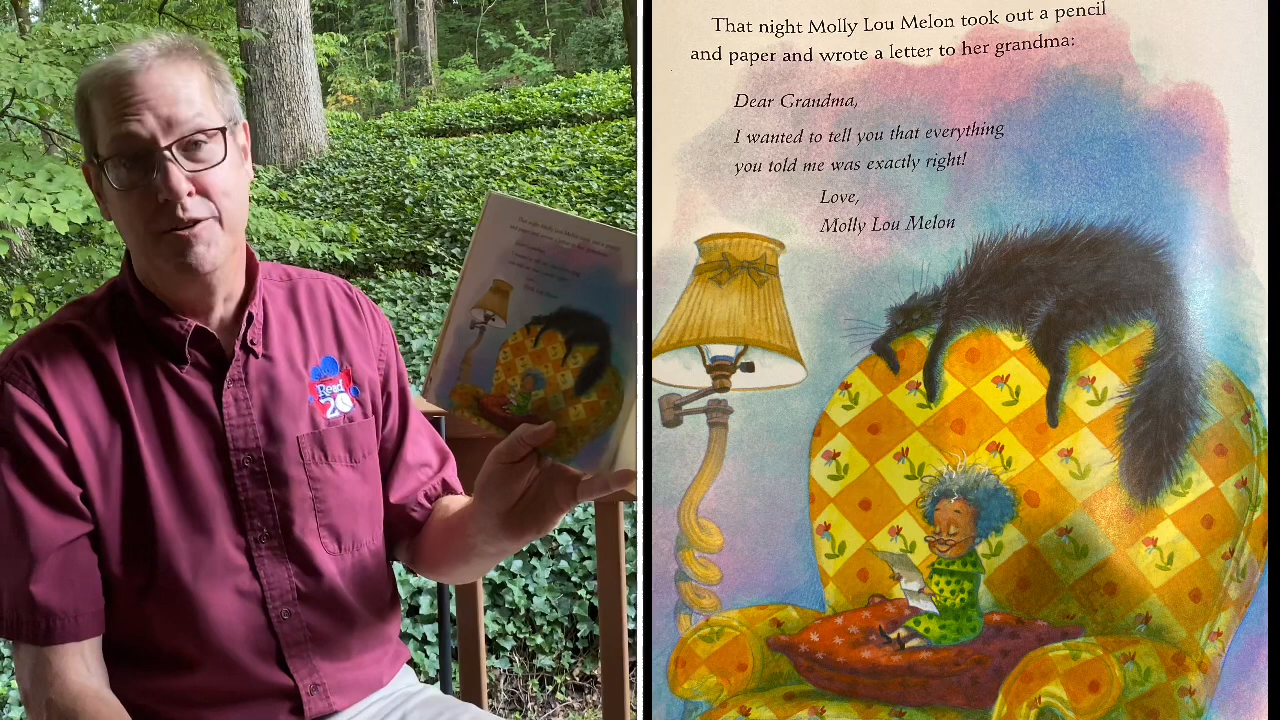 That night Molly Lou Melon took out a pencil
and paper and wrote a letter to her grandma:
Dear Grandma,
I wanted to tell you that everything
you told me was exactly right!
Love,
Molly Lou Melon
Read
20